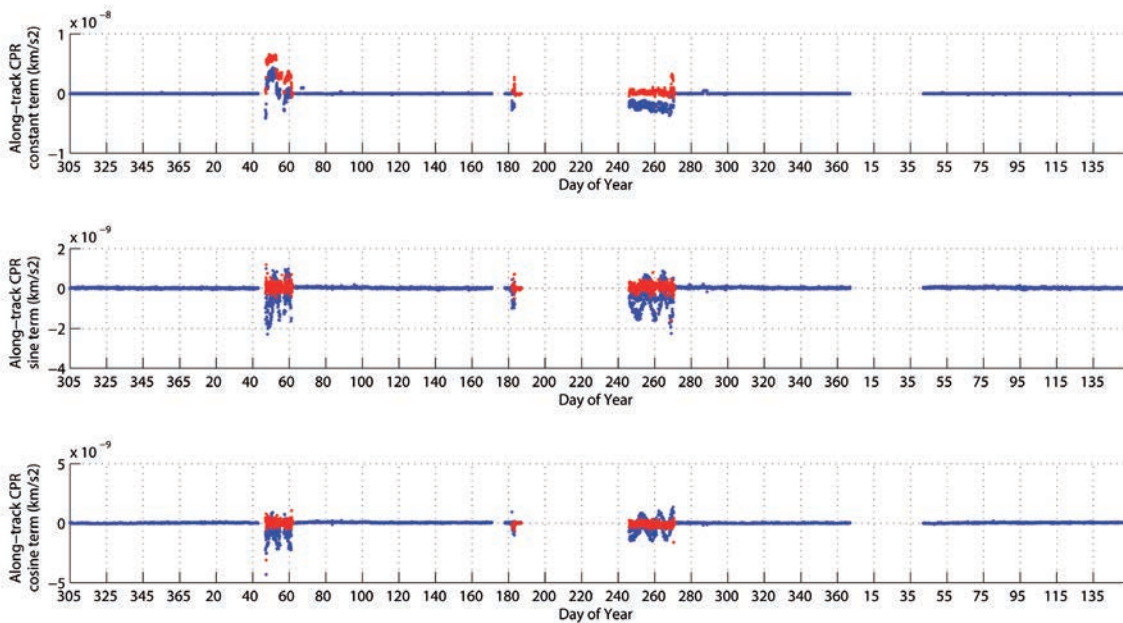 x 10 −8
Along−track CPR
constant term (km/s2)
1
0
−1
305 325 345 365 20 40 60 80 100 120 140 160 180 200 220 240 260 280 300 320 340 360 15 35 55 75 95 115 135
Day of Year
x 10 −9
Along−track CPR
sine term (km/s2)
2
0
−2
−4
305 325 345 365 20 40 60 80 100 120 140 160 180 200 220 240 260 280 300 320 340 360 15 35 55 75 95 115 135
Day of Year
x 10 −9
Along−track CPR
cosine term (km/s2)
5
0
−5
305 325 345 365 20 40 60 80 100 120 140 160 180 200 220 240 260 280 300 320 340 360 15 35 55 75 95 115 135
Day of Year